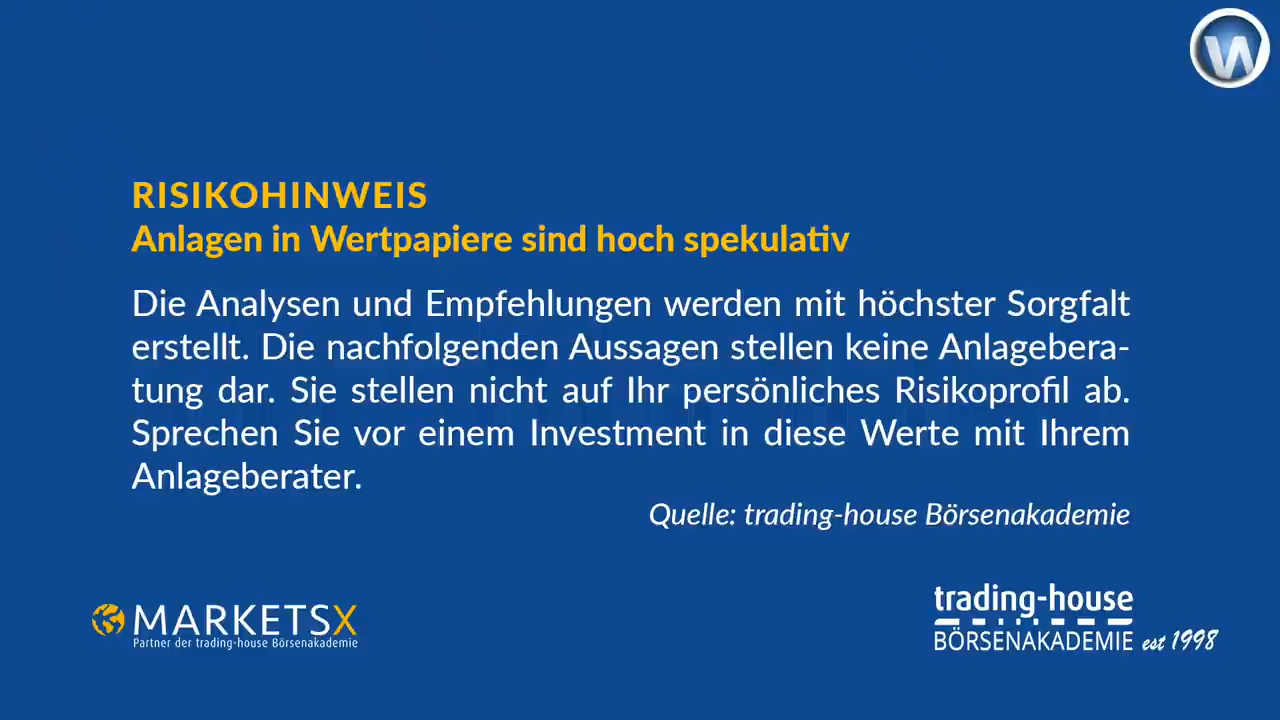 W
RISIKOHINWEIS
Anlagen in Wertpapiere sind hoch spekulativ
Die Analysen und Empfehlungen werden mit höchster Sorgfalt
erstellt. Die nachfolgenden Aussagen stellen keine Anlagebera-
tung dar. Sie stellen nicht auf Ihr persönliches Risikoprofil ab.
Sprechen Sie vor einem Investment in diese Werte mit Ihrem
Anlageberater.
Quelle: trading-house Börsenakademie
MARKETSX
Partner der trading-house Börsenakademie
trading-house
BÖRSENAKADEMIE est 1998